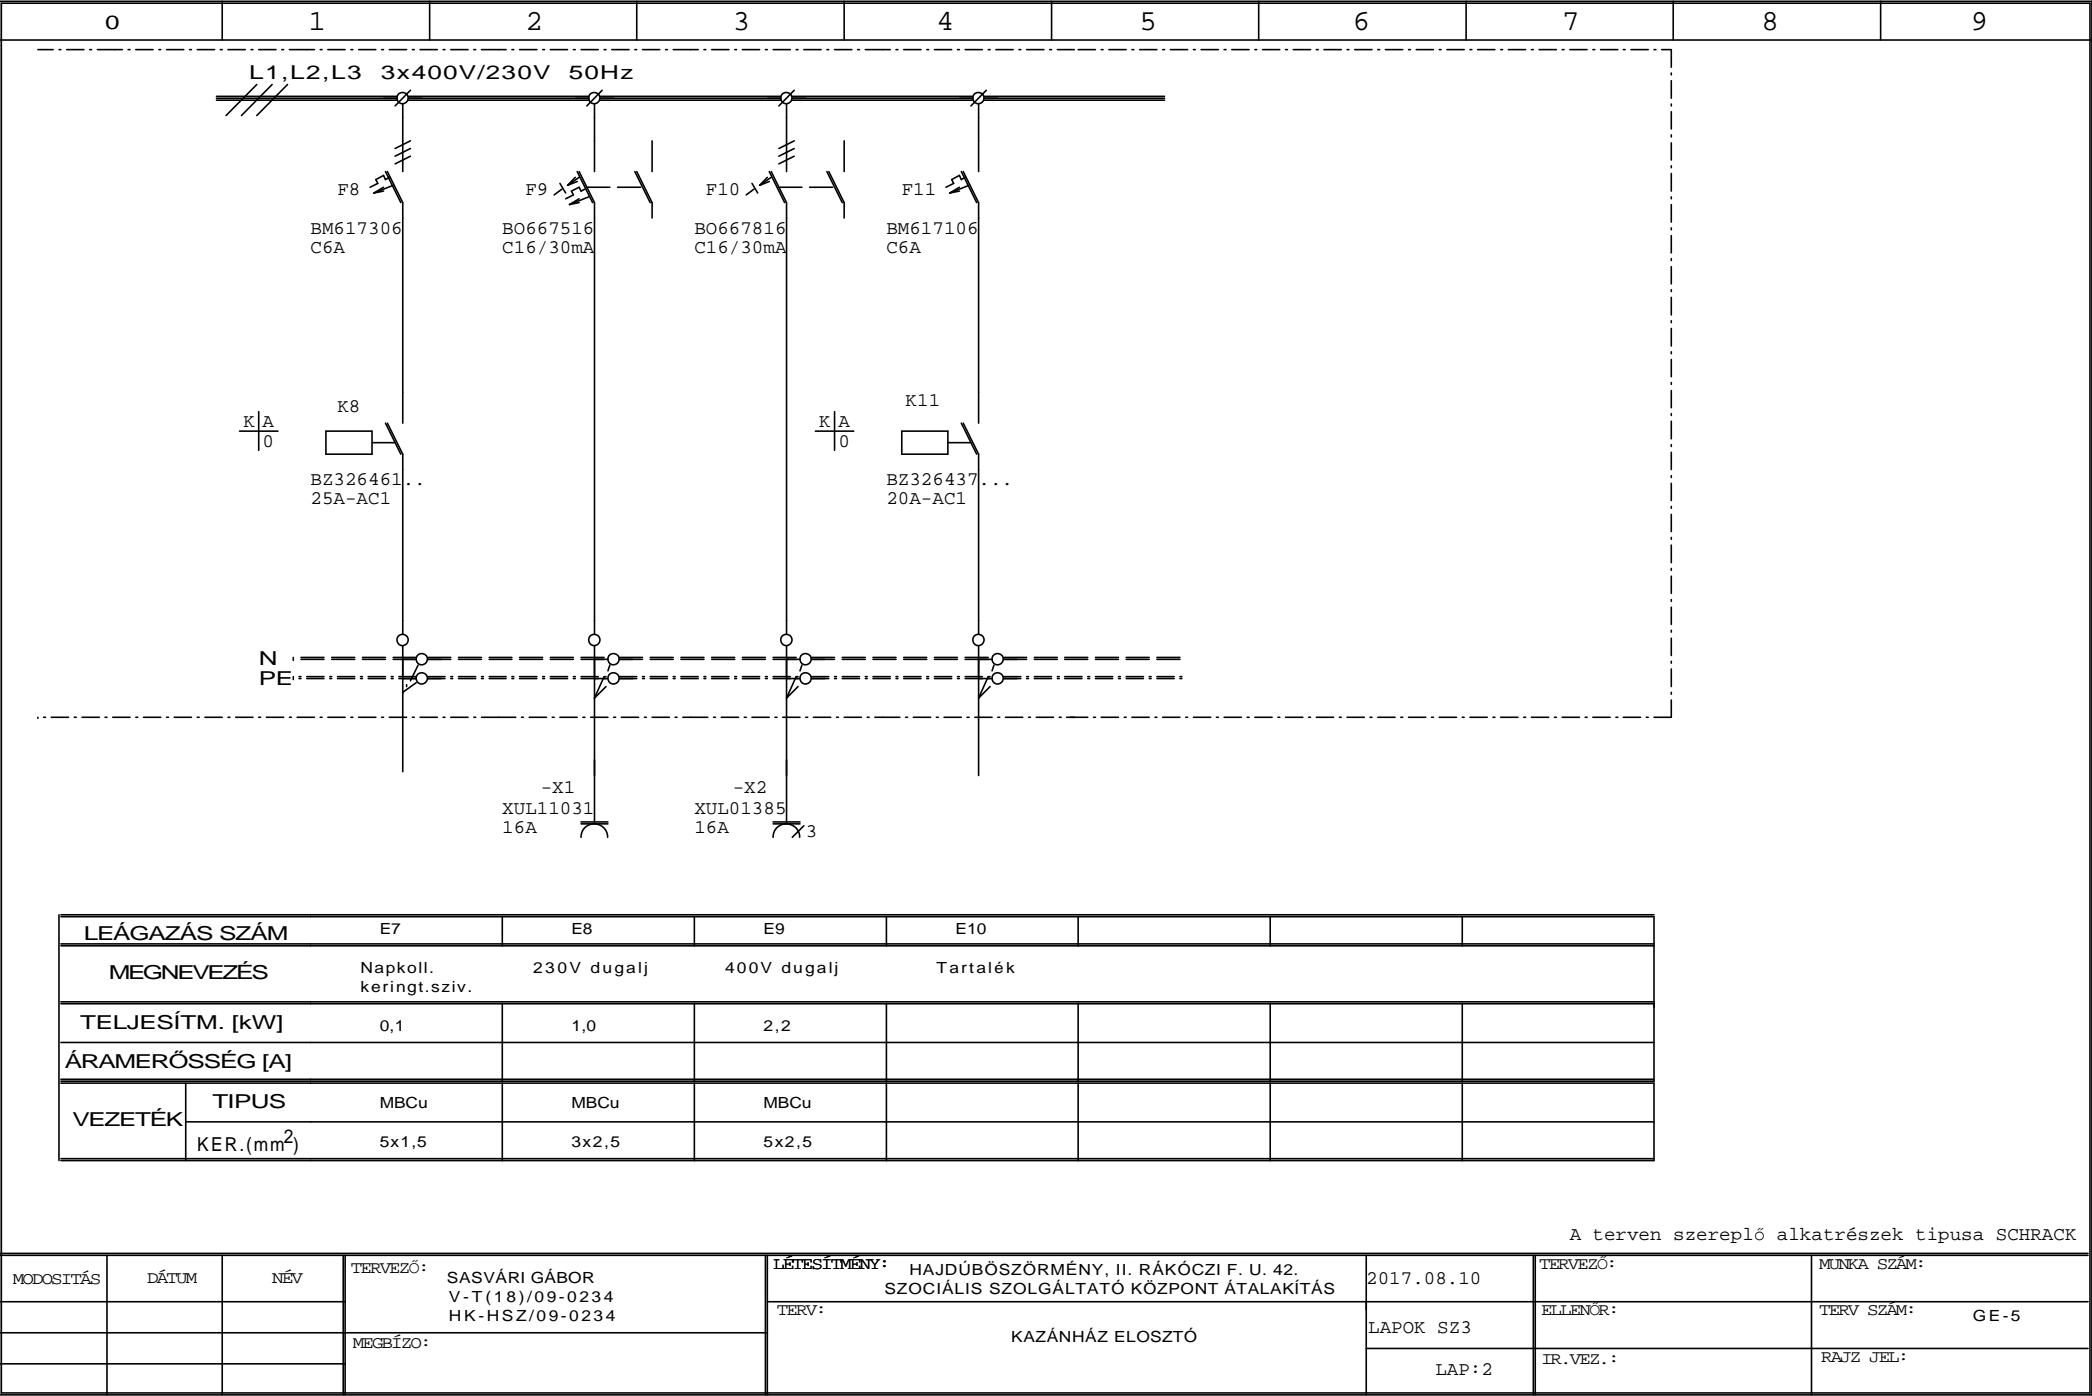 0 1 2 3 4 5 6 7 8 9
L1,L2,L3 3x400V/230V 50Hz
F8
BM617306
C6A
F9
BO667516
C16/30mA
F10
BO667816
C16/30mA
F11
BM617106
C6A
K A
0
K8
BZ326461..
25A-AC1
K A
0
K11
BZ326437...
20A-AC1
N
PE
-X1
XUL11031
16A
-X2
XUL01385
16A
3
LEÁGAZÁS SZÁM E7 E8 E9 E10
MEGNEVEZÉS Napkoll. 230V dugalj 400V dugalj Tartalék
keringt.sziv.
TELJESÍTM. [kW] 0,1 1,0 2,2
ÁRAMERŐSSÉG [A]
VEZETÉK
TIPUS MBCu MBCu MBCu
KER.(mm2) 5x1,5 3x2,5 5x2,5
A terven szereplő alkatrészek tipusa SCHRACK
MODOSITÁS DÁTUM NÉV
TERVEZŐ:
SASVÁRI GÁBOR
V-T(18)/09-0234
HK-HSZ/09-0234
MEGBÍZO:
LÉTESÍTMÉNY: HAJDÚBÖSZÖRMÉNY, II. RÁKÓCZI F. U. 42.
SZOCIÁLIS SZOLGÁLTATÓ KÖZPONT ÁTALAKÍTÁS
TERV:
KAZÁNHÁZ ELOSZTÓ
2017.08.10
LAPOK SZ3
LAP:2
TERVEZŐ:
ELLENŐR:
IR.VEZ.:
MUNKA SZÁM:
TERV SZÁM: GE-5
RAJZ JEL: